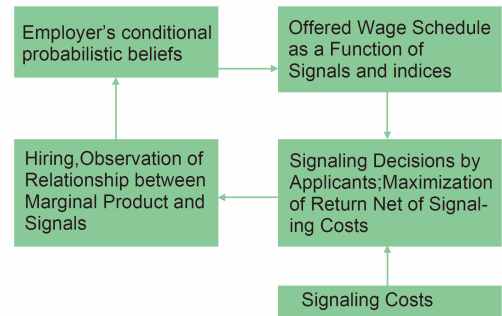 Employer's conditional
probabilistic beliefs
Offered Wage Schedule
as a Function of
Signals and indices
Hiring,Observation of
Relationship between
Marginal Product and
Signals
Signaling Decisions by
Applicants;Maximization
of Return Net of Signal-
ing Costs
Signaling Costs